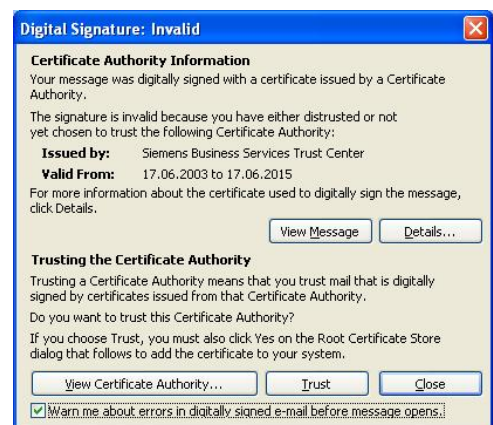 Digital Signature: Invalid
Certificate Authority Information
Your message was digitally signed with a certificate issued by a Certificate
Authority.
The signature is invalid because you have either distrusted or not
yet chosen to trust the following Certificate Authority:
Issued by: Siemens Business Services Trust Center
Valid From: 17.06.2003 to 17.06.2015
For more information about the certificate used to digitally sign the message,
click Details.
View Message Details...
Trusting the Certificate Authority
Trusting a Certificate Authority means that you trust mail that is digitally
signed by certificates issued from that Certificate Authority.
Do you want to trust this Certificate Authority?
If you choose Trust, you must also click Yes on the Root Certificate Store
dialog that follows to add the certificate to your system.
View Certificate Authority... Trust Close
Warn me about errors in digitally signed e-mail before message opens.